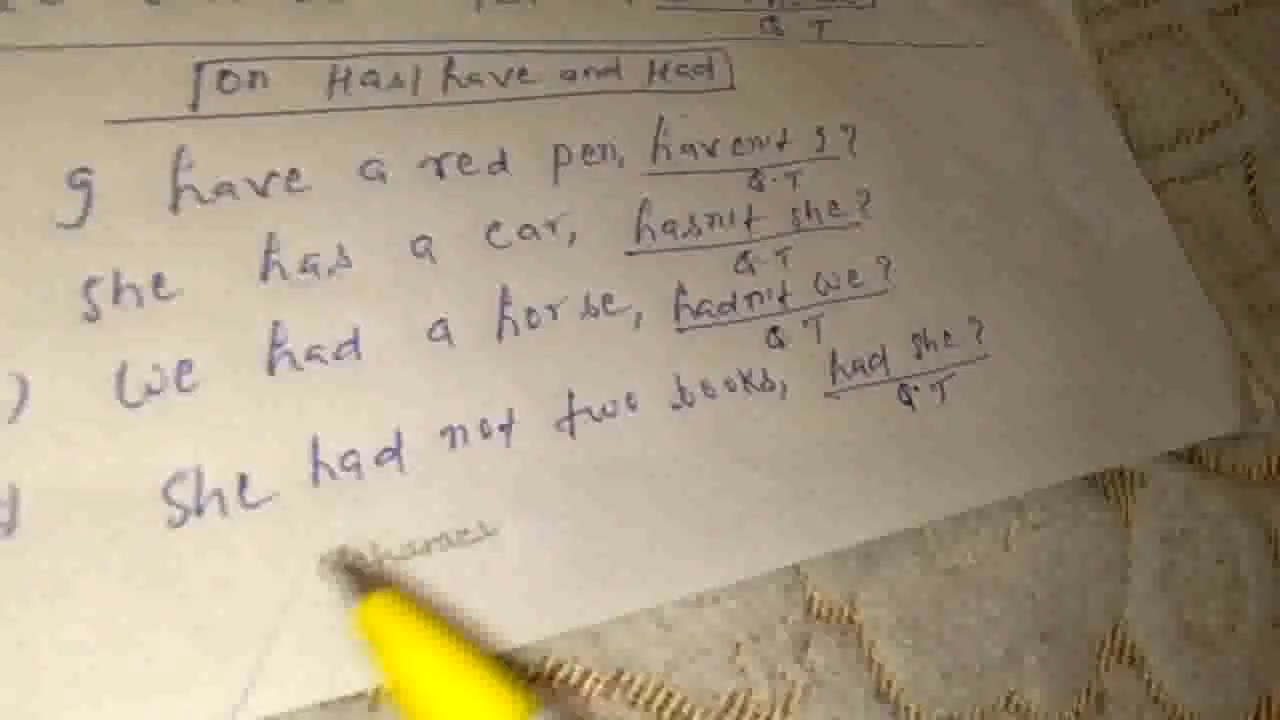 Q T
on Has/have and Had
I have a red pen, haven't I?
Q.T
She has a car, hasn't she?
Q.T
We had a horse, hadn't we?
Q T
She had not two books, had she?
Q.T